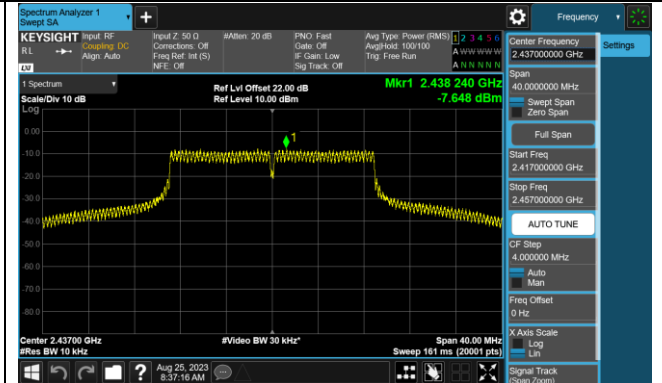 Spectrum Analyzer 1
Swept SA
Frequency
KEYSIGHT
RL
LXI
Input: RF
Coupling: DC
Align: Auto
Input Z: 50 Ω
Corrections: Off
Freq Ref: Int (S)
NFE: Off
#Atten: 20 dB
PNO: Fast
Gate: Off
IF Gain: Low
Sig Track: Off
Avg Type: Power (RMS)
Avg|Hold: 100/100
Trig: Free Run
1 2 3 4 5 6
A W W W W W
A N N N N N
1 Spectrum
Scale/Div 10 dB
Ref Lvl Offset 22.00 dB
Ref Level 10.00 dBm
Mkr1 2.438 240 GHz
-7.648 dBm
Log
0.00
-10.0
-20.0
-30.0
-40.0
-50.0
-60.0
-70.0
-80.0
1
Center 2.43700 GHz
#Res BW 10 kHz
#Video BW 30 kHz*
Span 40.00 MHz
Sweep 161 ms (20001 pts)
Aug 25, 2023
8:37:16 AM
Center Frequency
2.437000000 GHz
Settings
Span
40.0000000 MHz
Swept Span
Zero Span
Full Span
Start Freq
2.417000000 GHz
Stop Freq
2.457000000 GHz
AUTO TUNE
CF Step
4.000000 MHz
Auto
Man
Freq Offset
0 Hz
X Axis Scale
Log
Lin
Signal Track
(Span Zoom)